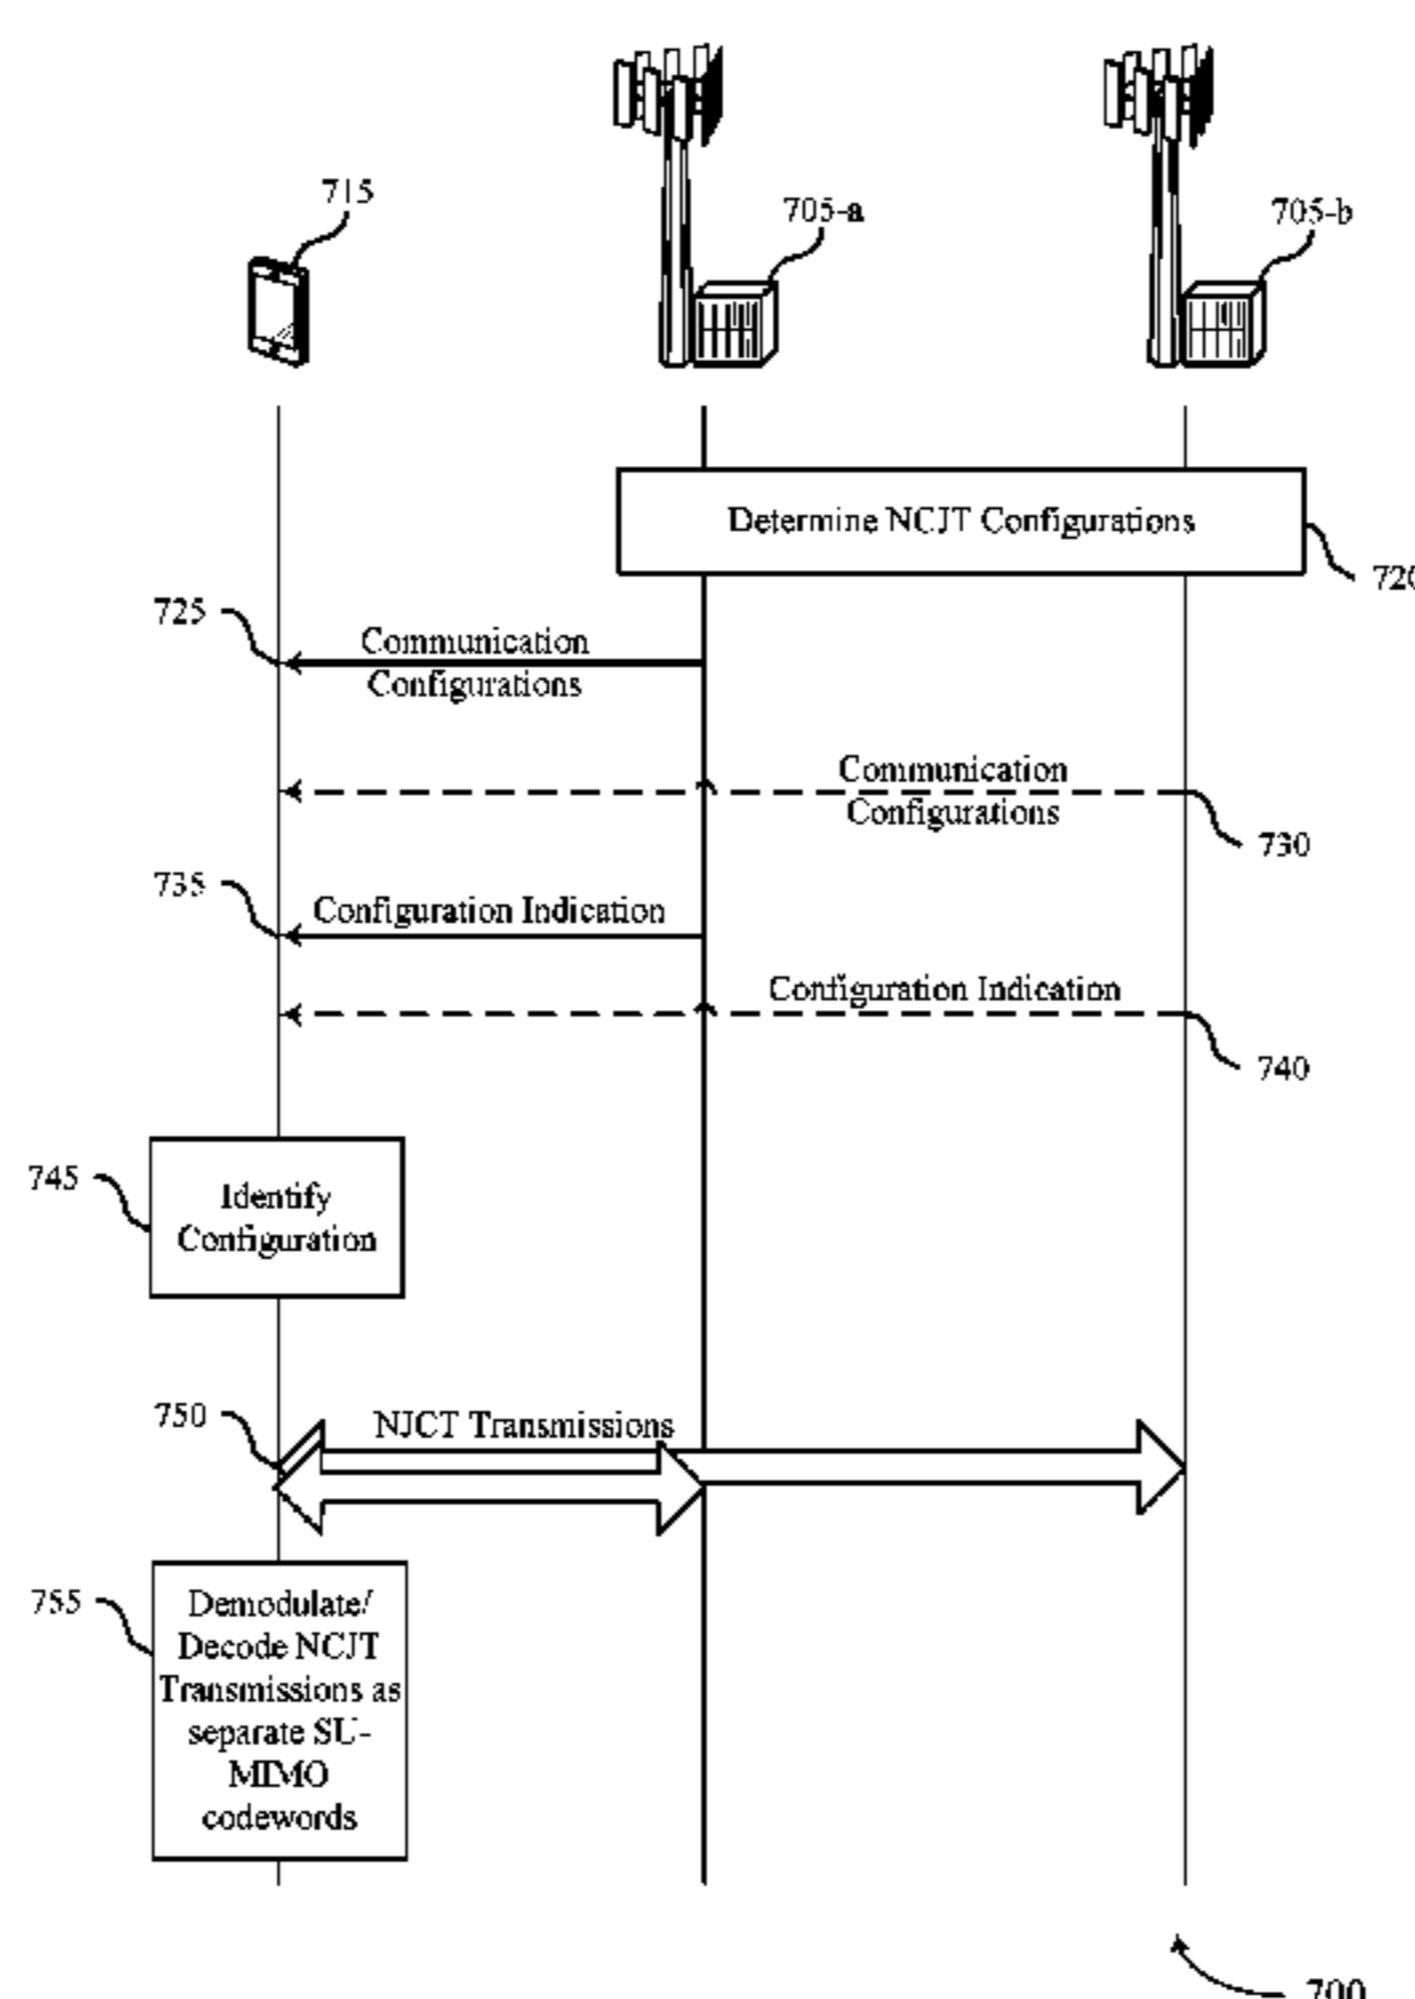 715
705-a
705-b
Determine NCJT Configurations
720
725
Communication
Configurations
Communication
Configurations
730
735
Configuration Indication
Configuration Indication
740
745
Identify
Configuration
750
NJCT Transmissions
755
Demodulate/
Decode NCJT
Transmissions as
separate SU-
MIMO
codewords
700